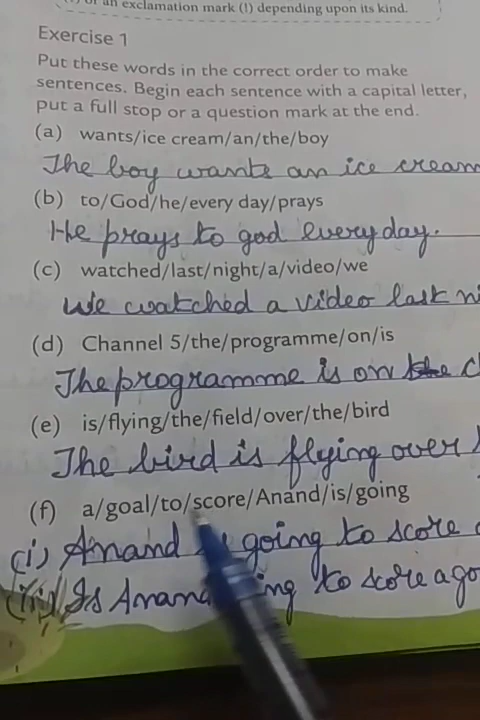 or an exclamation mark (!) depending upon its kind.
Exercise 1
Put these words in the correct order to make
sentences. Begin each sentence with a capital letter,
put a full stop or a question mark at the end.
(a) wants/ice cream/an/the/boy
The boy wants an ice cream
(b) to/God/he/every day/prays
He prays to god everyday.
(c) watched/last/night/a/video/we
We watched a video last ni
(d) Channel 5/the/programme/on/is
The programme is on
(e) is/flying/the/field/over/the/bird
The bird is flying over
(f) a/goal/to/score/Anand/is/going
(i) Anand going to score
(ii) Is Anand to score a go